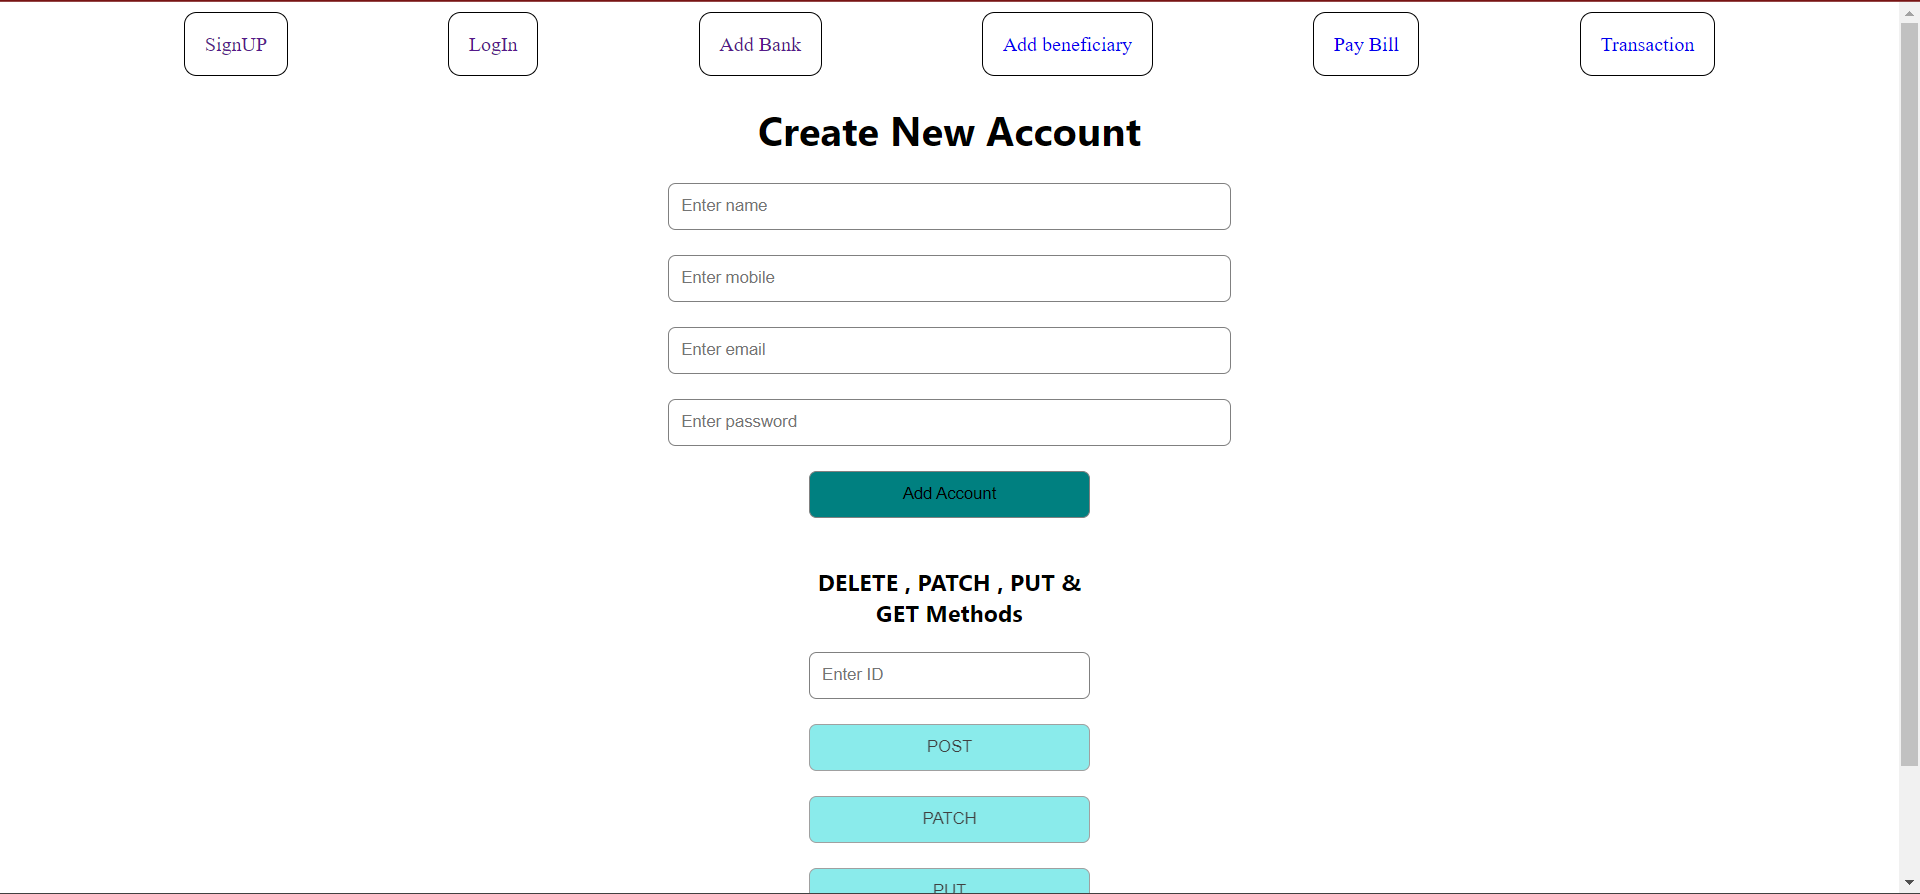 SignUP
LogIn
Add Bank
Add beneficiary
Pay Bill
Transaction
Create New Account
Enter name
Enter mobile
Enter email
Enter password
Add Account
DELETE , PATCH , PUT &
GET Methods
Enter ID
POST
PATCH
PUT